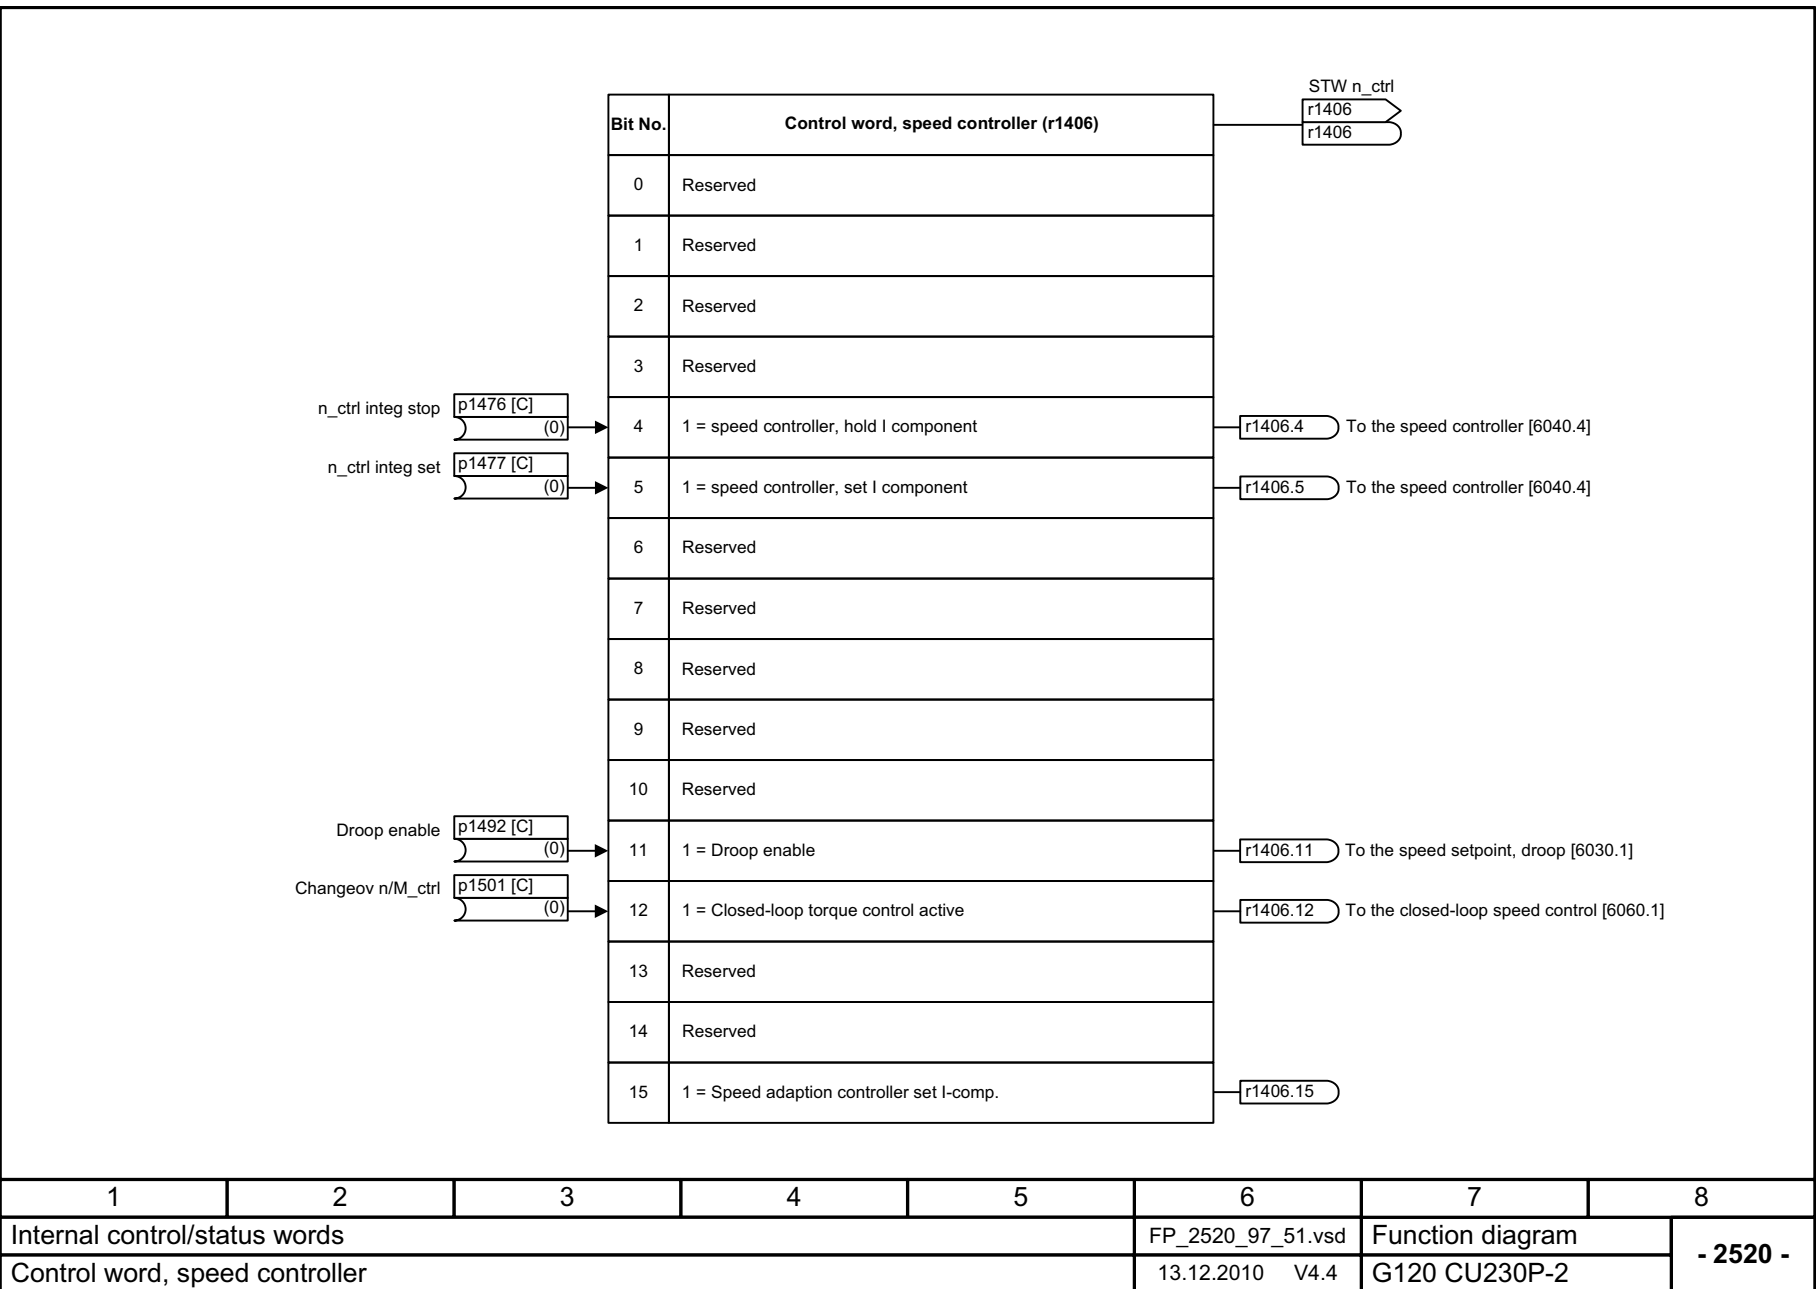 STW n_ctrl
r1406
r1406
Bit No. Control word, speed controller (r1406)
0 Reserved
1 Reserved
2 Reserved
3 Reserved
n_ctrl integ stop p1476 [C]
(0) 4 1 = speed controller, hold I component r1406.4 To the speed controller [6040.4]
n_ctrl integ set p1477 [C]
(0) 5 1 = speed controller, set I component r1406.5 To the speed controller [6040.4]
6 Reserved
7 Reserved
8 Reserved
9 Reserved
10 Reserved
Droop enable p1492 [C]
(0) 11 1 = Droop enable r1406.11 To the speed setpoint, droop [6030.1]
Changeov n/M_ctrl p1501 [C]
(0) 12 1 = Closed-loop torque control active r1406.12 To the closed-loop speed control [6060.1]
13 Reserved
14 Reserved
15 1 = Speed adaption controller set I-comp. r1406.15
1 2 3 4 5 6 7 8
Internal control/status words FP_2520_97_51.vsd Function diagram - 2520 -
Control word, speed controller 13.12.2010 V4.4 G120 CU230P-2